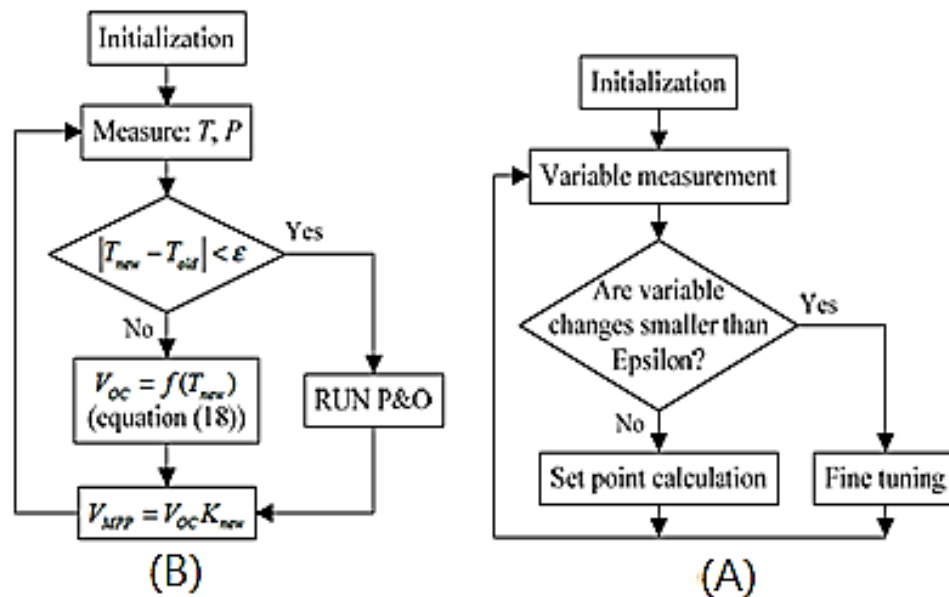 Initialization
Measure: T, P
|T_new − T_old| < ε
Yes
No
V_OC = f(T_new)
(equation (18))
RUN P&O
V_MPP = V_OC K_new
(B)
Initialization
Variable measurement
Are variable
changes smaller than
Epsilon?
Yes
No
Set point calculation
Fine tuning
(A)